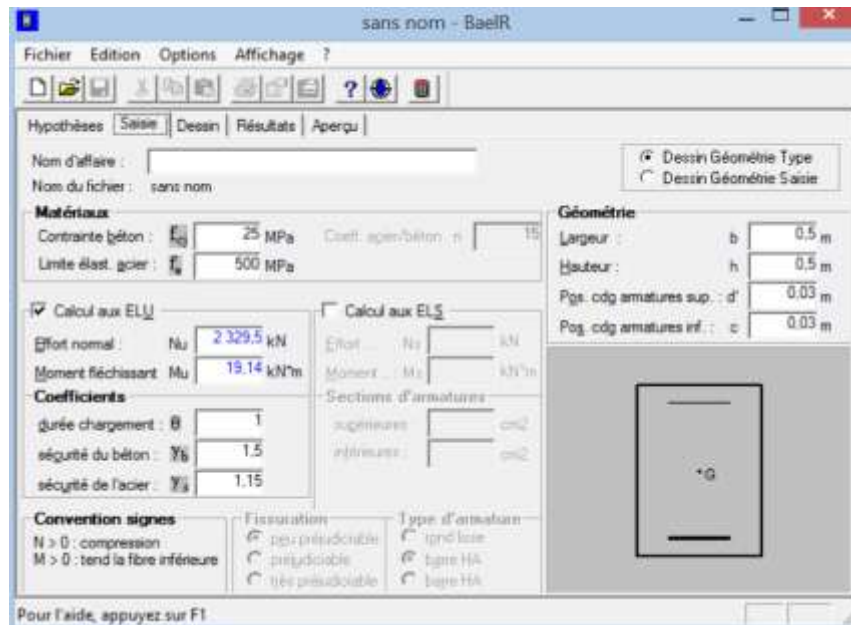 sans nom - BaelR
Fichier Edition Options Affichage ?
Hypothèses Saisie Dessin Résultats Aperçu
Nom d'affaire :
Nom du fichier : sans nom
Dessin Géométrie Type
Dessin Géométrie Saisie
Matériaux
Contrainte béton : 25 MPa Coeff. acier/béton n 15
Limite élast. acier : 500 MPa
Géométrie
Largeur : b 0,5 m
Hauteur : h 0,5 m
Pos. cdg armatures sup. : d' 0,03 m
Pos. cdg armatures inf. : c 0,03 m
Calcul aux ELU
Effort normal : Nu 2 329,5 kN
Moment fléchissant Mu 19,14 kN*m
Calcul aux ELS
Effort Ns kN
Moment Ms kN*m
Coefficients
durée chargement : θ 1
sécurité du béton : γb 1,5
sécurité de l'acier : γs 1,15
Sections d'armatures
supérieures cm2
inférieures : cm2
Convention signes
N > 0 : compression
M > 0 : tend la fibre inférieure
Fissuration
peu préjudiciable
préjudiciable
très préjudiciable
Type d'armature
rond lisse
barre HA
barre HA
*G
Pour l'aide, appuyez sur F1